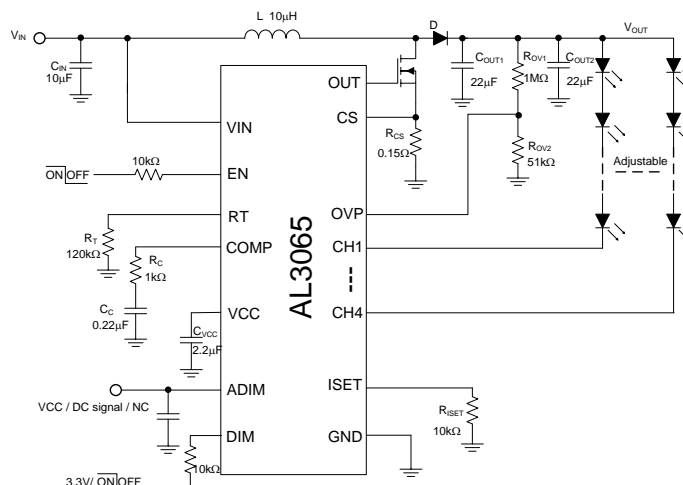 L 10μH
D
VIN
VOUT
CIN
10μF
COUT1
22μF
ROV1
1MΩ
COUT2
22μF
OUT
CS
RCS
0.15Ω
ROV2
51kΩ
VIN
10kΩ
ON OFF
EN
Adjustable
RT
OVP
RT
120kΩ
COMP
CH1
RC
1kΩ
AL3065
CC
0.22μF
VCC
CH4
CVCC
2.2μF
ADIM
ISET
VCC / DC signal / NC
RISET
10kΩ
DIM
GND
10kΩ
3.3V/ ON OFF